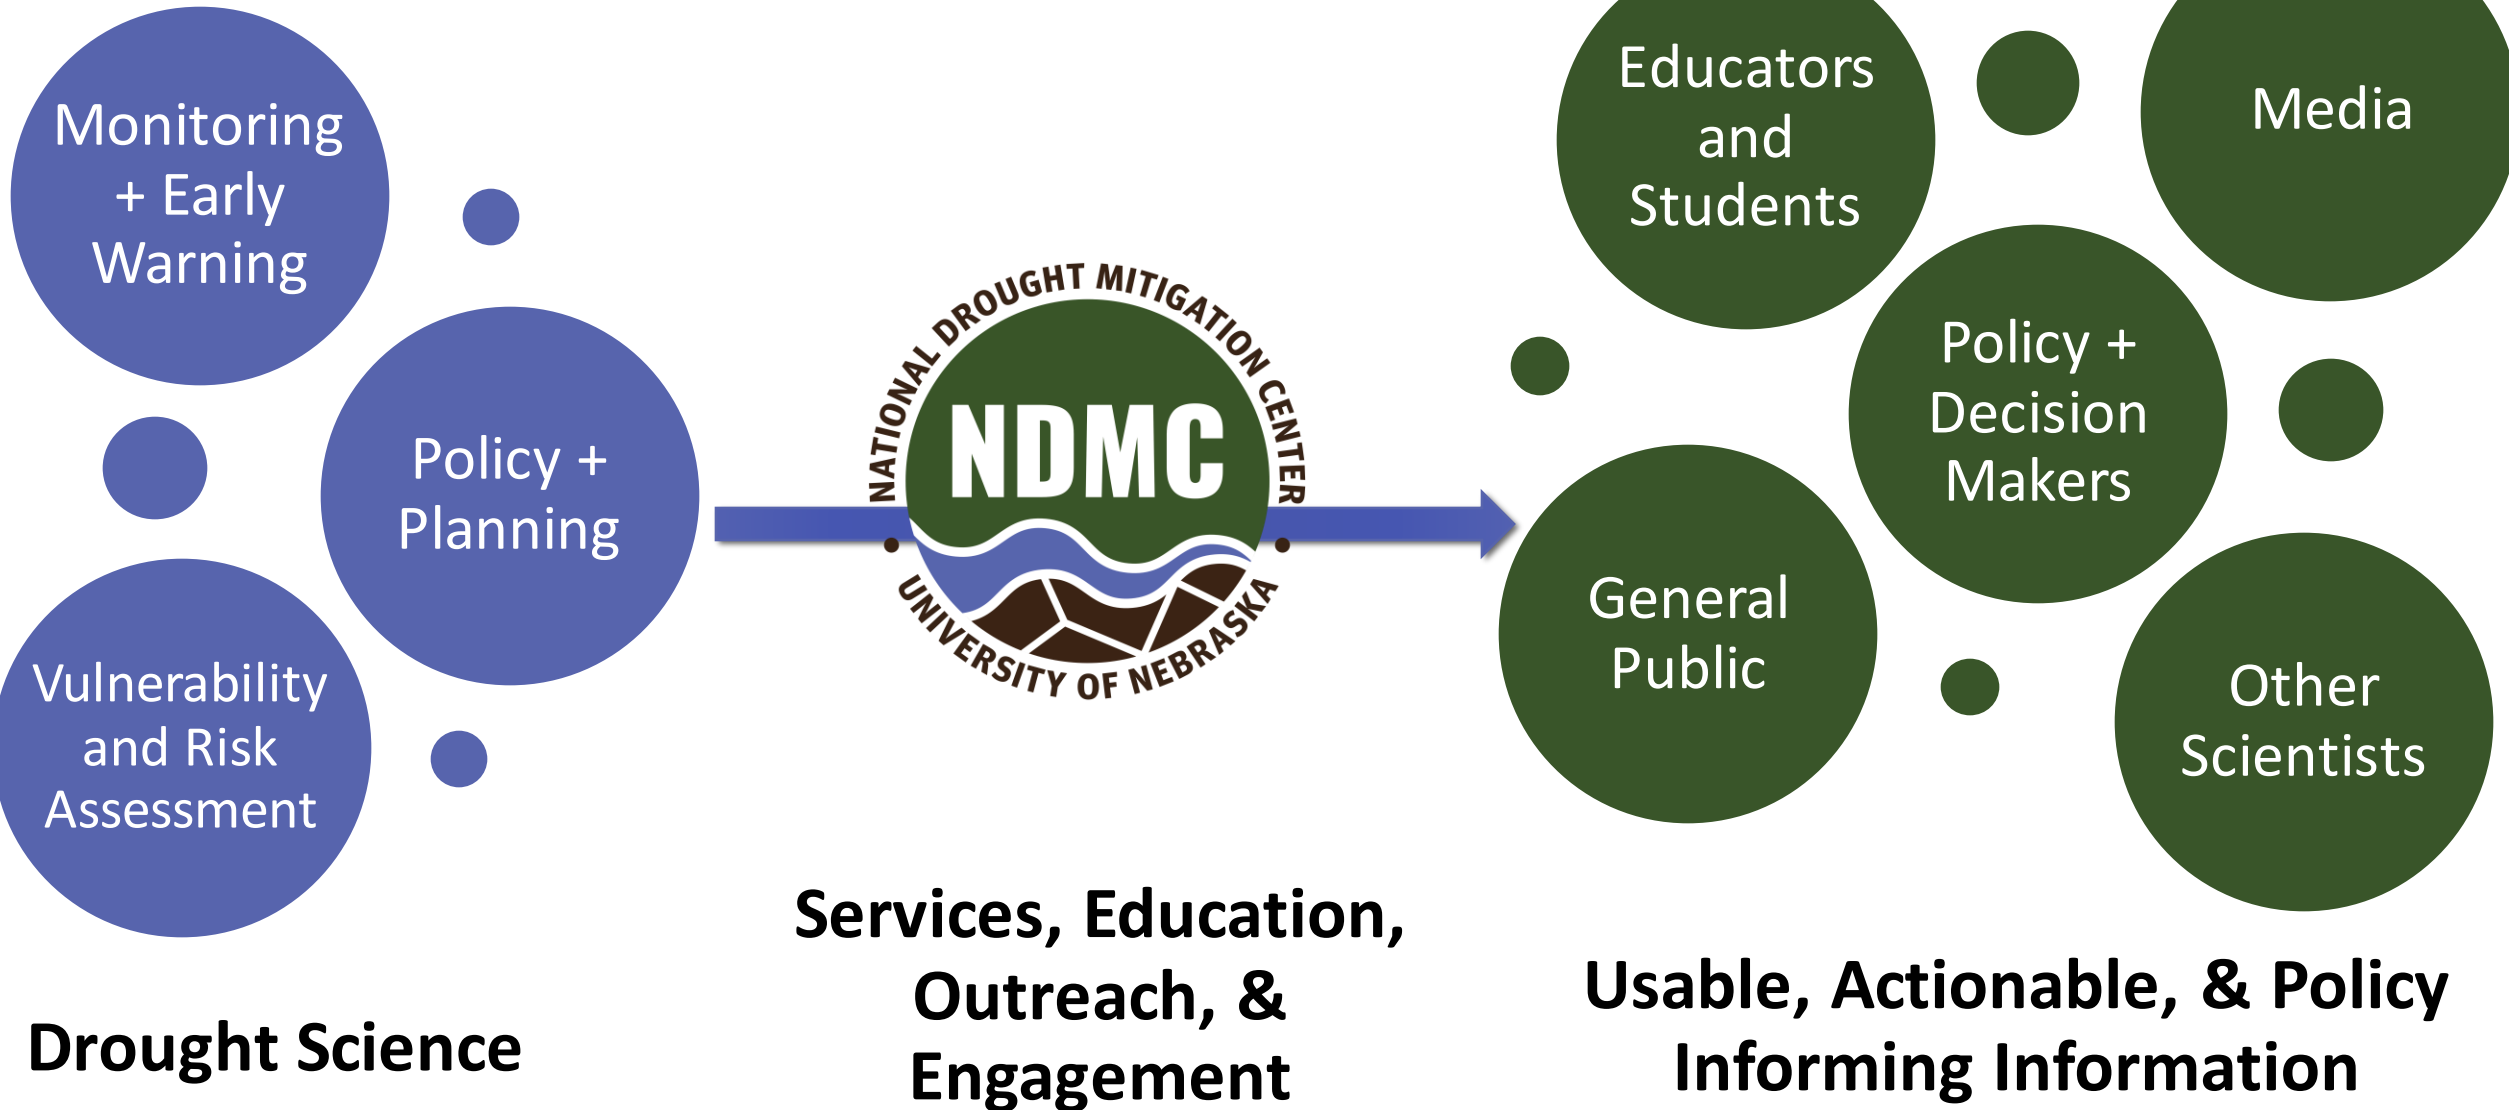 Monitoring
+ Early
Warning
Policy +
Planning
Vulnerability
and Risk
Assessment
Drought Science
NATIONAL DROUGHT MITIGATION CENTER
NDMC
UNIVERSITY OF NEBRASKA
Services, Education,
Outreach, &
Engagement
Educators
and
Students
Media
Policy +
Decision
Makers
General
Public
Other
Scientists
Usable, Actionable, & Policy
Informing Information